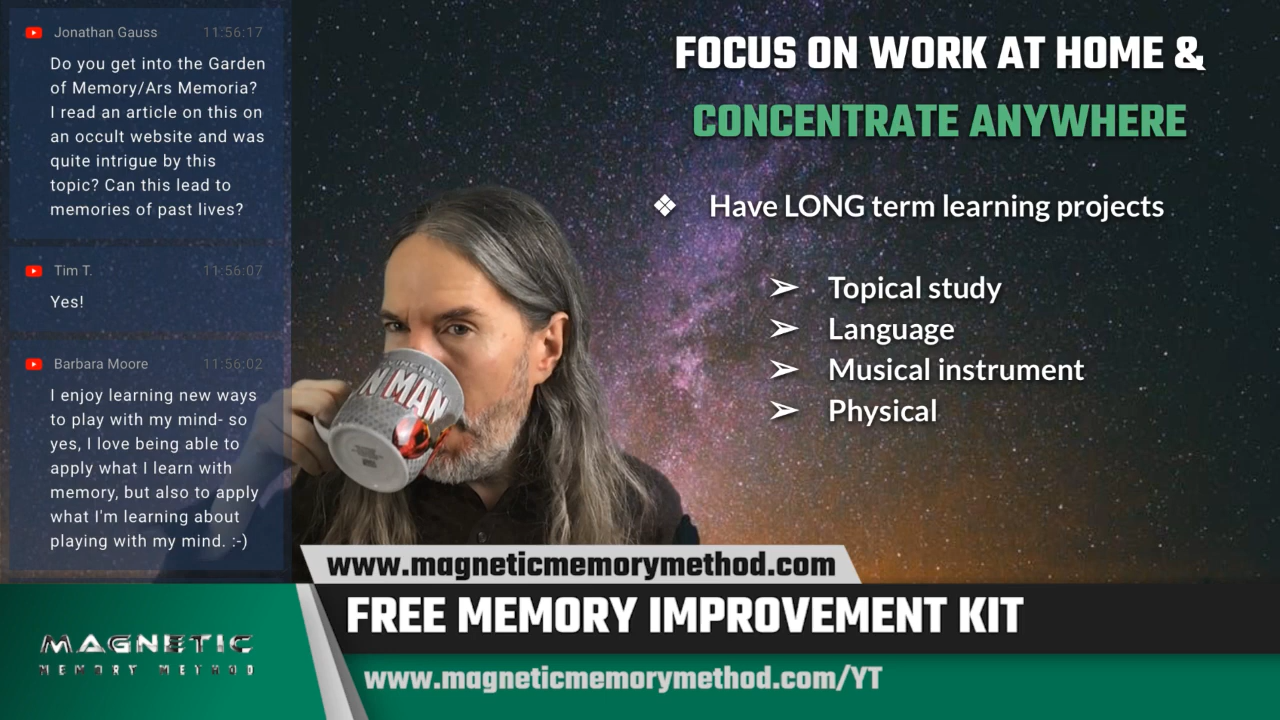 Jonathan Gauss 11:56:17
Do you get into the Garden
of Memory/Ars Memoria?
I read an article on this on
an occult website and was
quite intrigue by this
topic? Can this lead to
memories of past lives?
Tim T. 11:56:07
Yes!
Barbara Moore 11:56:02
I enjoy learning new ways
to play with my mind- so
yes, I love being able to
apply what I learn with
memory, but also to apply
what I'm learning about
playing with my mind. :-)
FOCUS ON WORK AT HOME &
CONCENTRATE ANYWHERE
❖ Have LONG term learning projects
➢ Topical study
➢ Language
➢ Musical instrument
➢ Physical
N MAN
www.magneticmemorymethod.com
FREE MEMORY IMPROVEMENT KIT
www.magneticmemorymethod.com/YT
MAGNETIC
MEMORY METHOD